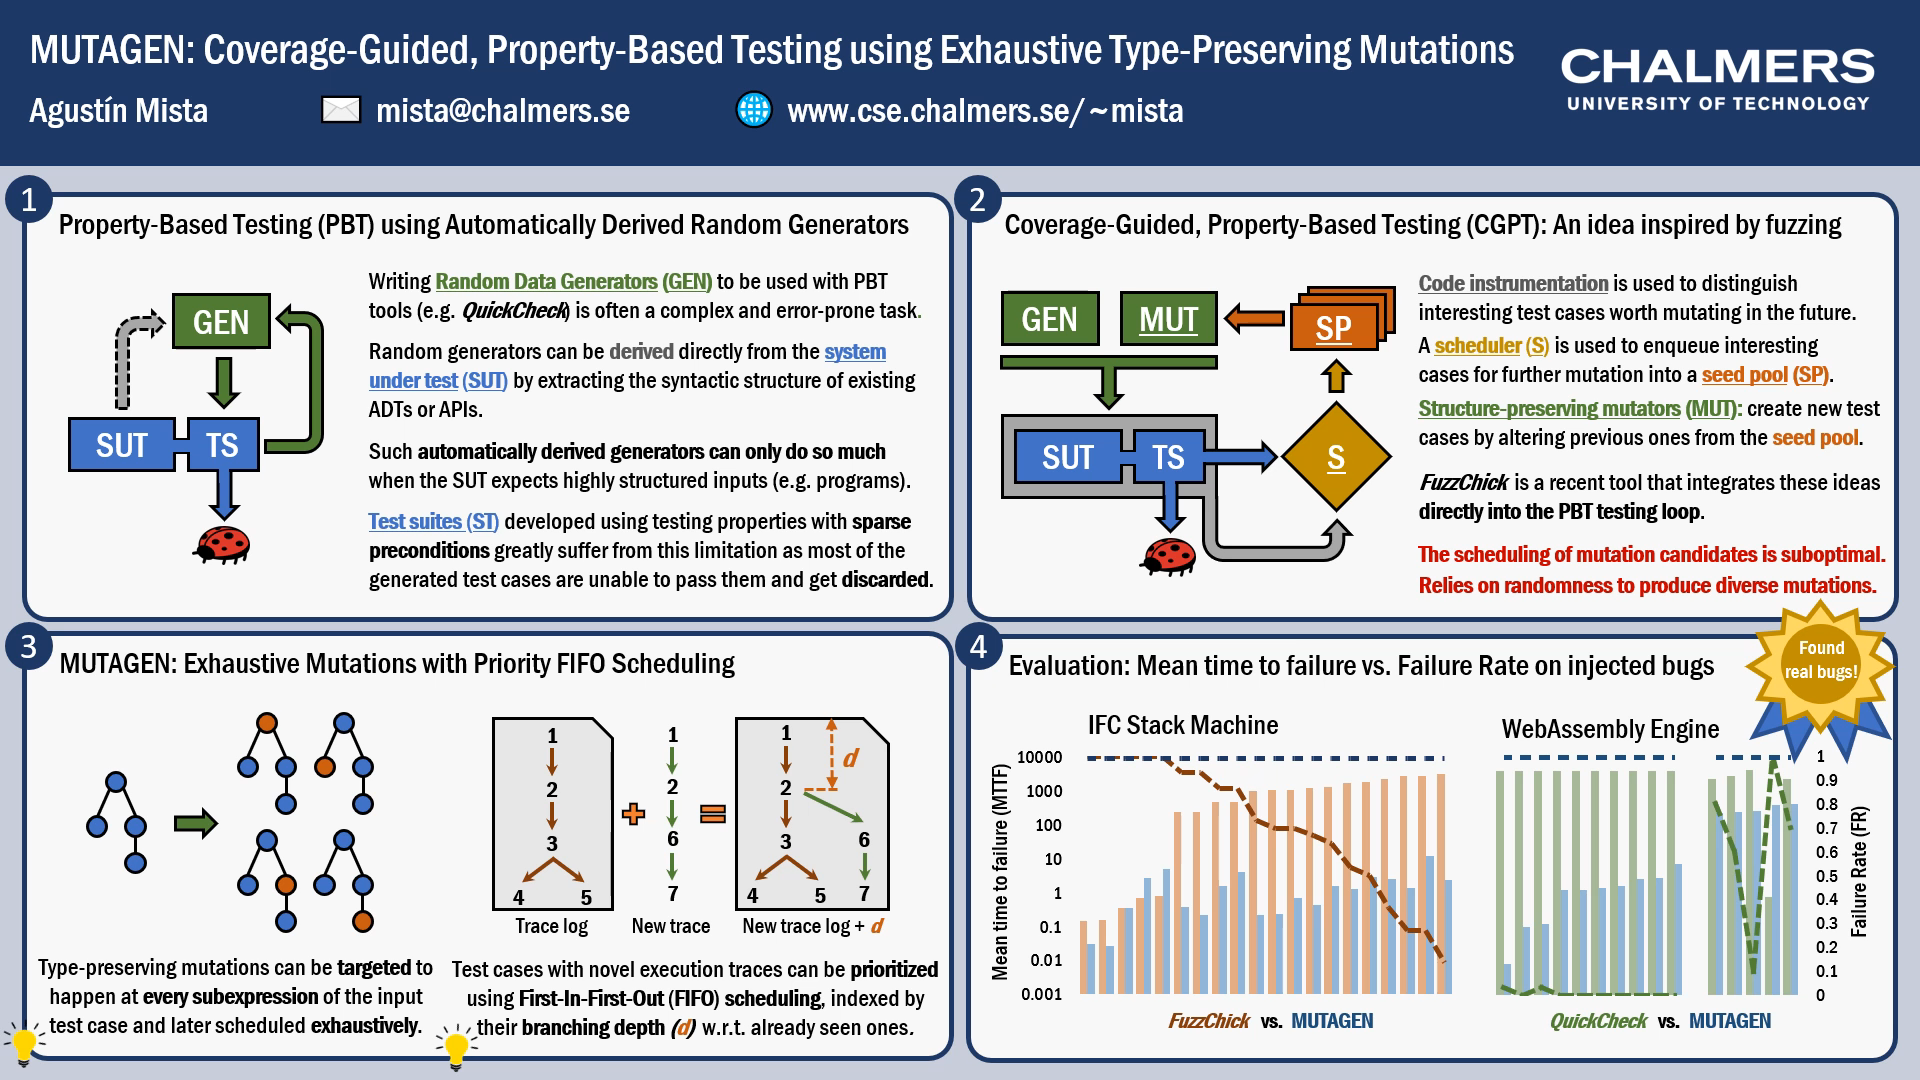 MUTAGEN: Coverage-Guided, Property-Based Testing using Exhaustive Type-Preserving Mutations
Agustín Mista
mista@chalmers.se
www.cse.chalmers.se/~mista
CHALMERS
UNIVERSITY OF TECHNOLOGY
1
Property-Based Testing (PBT) using Automatically Derived Random Generators
GEN
SUT
TS
Writing Random Data Generators (GEN) to be used with PBT
tools (e.g. QuickCheck) is often a complex and error-prone task.
Random generators can be derived directly from the system
under test (SUT) by extracting the syntactic structure of existing
ADTs or APIs.
Such automatically derived generators can only do so much
when the SUT expects highly structured inputs (e.g. programs).
Test suites (ST) developed using testing properties with sparse
preconditions greatly suffer from this limitation as most of the
generated test cases are unable to pass them and get discarded.
2
Coverage-Guided, Property-Based Testing (CGPT): An idea inspired by fuzzing
GEN
MUT
SP
SUT
TS
S
Code instrumentation is used to distinguish
interesting test cases worth mutating in the future.
A scheduler (S) is used to enqueue interesting
cases for further mutation into a seed pool (SP).
Structure-preserving mutators (MUT): create new test
cases by altering previous ones from the seed pool.
FuzzChick is a recent tool that integrates these ideas
directly into the PBT testing loop.
The scheduling of mutation candidates is suboptimal.
Relies on randomness to produce diverse mutations.
3
MUTAGEN: Exhaustive Mutations with Priority FIFO Scheduling
1
2
3
4 5
Trace log
1
2
6
7
New trace
1
d
2
3 6
4 5 7
New trace log + d
Type-preserving mutations can be targeted to
happen at every subexpression of the input
test case and later scheduled exhaustively.
Test cases with novel execution traces can be prioritized
using First-In-First-Out (FIFO) scheduling, indexed by
their branching depth (d) w.r.t. already seen ones.
4
Evaluation: Mean time to failure vs. Failure Rate on injected bugs
Found
real bugs!
IFC Stack Machine
Mean time to failure (MTTF)
10000
1000
100
10
1
0.1
0.01
0.001
FuzzChick vs. MUTAGEN
WebAssembly Engine
1
0.9
0.8
0.7
0.6
0.5
0.4
0.3
0.2
0.1
0
Failure Rate (FR)
QuickCheck vs. MUTAGEN